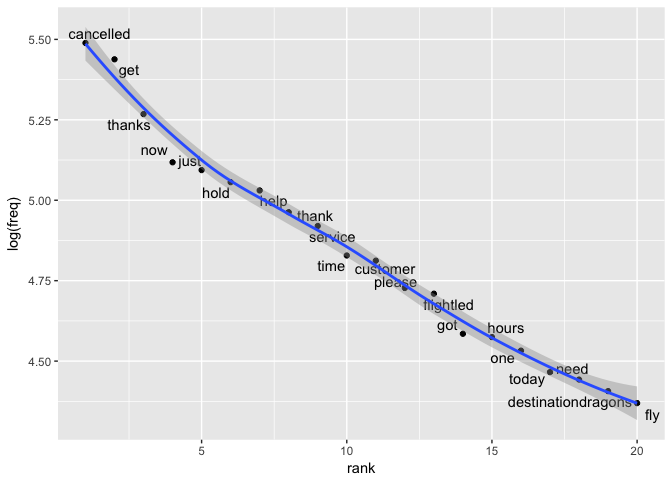 cancelled
5.50
get
5.25
thanks
now
just
5.00
hold
help
thank
service
time
customer
4.75
please
flightled
got
hours
4.50
one
need
today
destinationdragons
fly
log(freq)
5
10
15
20
rank